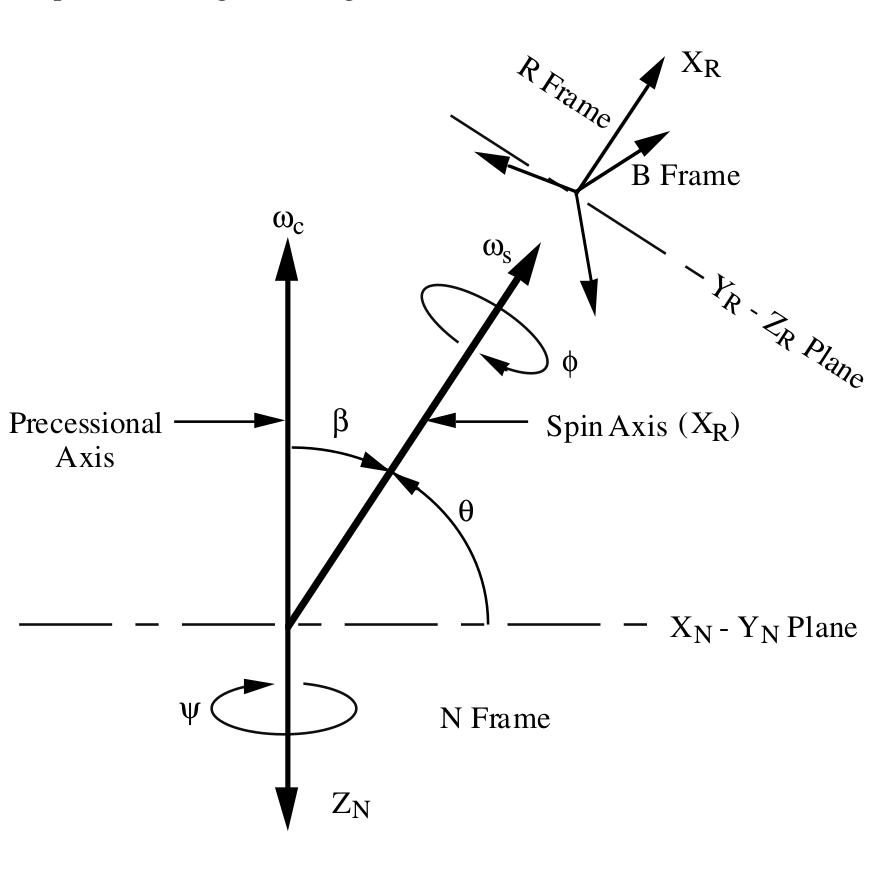 X_R
R Frame
B Frame
ω_c
ω_s
Y_R - Z_R Plane
ϕ
Precessional
Axis
β
Spin Axis (X_R)
θ
X_N - Y_N Plane
ψ
N Frame
Z_N